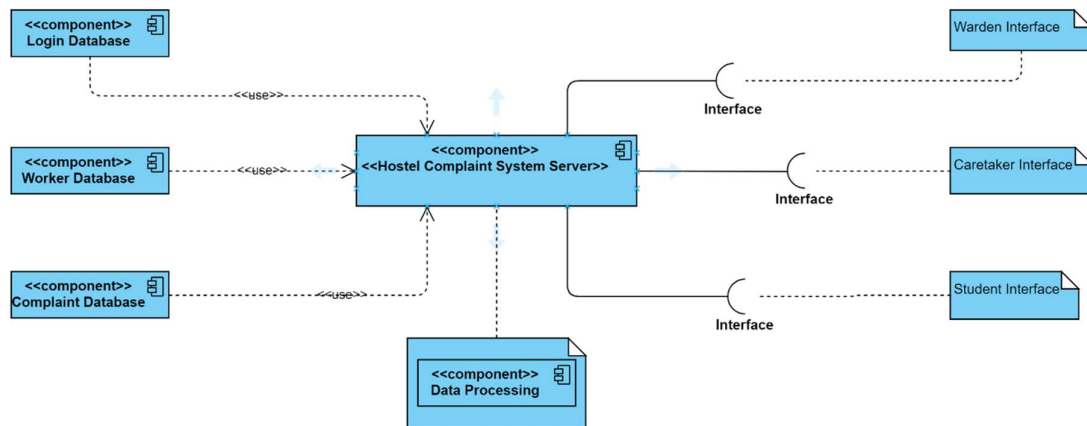 <<component>>
Login Database
Warden Interface
<<use>>
Interface
<<component>>
<<Hostel Complaint System Server>>
<<component>>
Worker Database
<<use>>
Caretaker Interface
Interface
<<component>>
Complaint Database
<<use>>
Student Interface
Interface
<<component>>
Data Processing